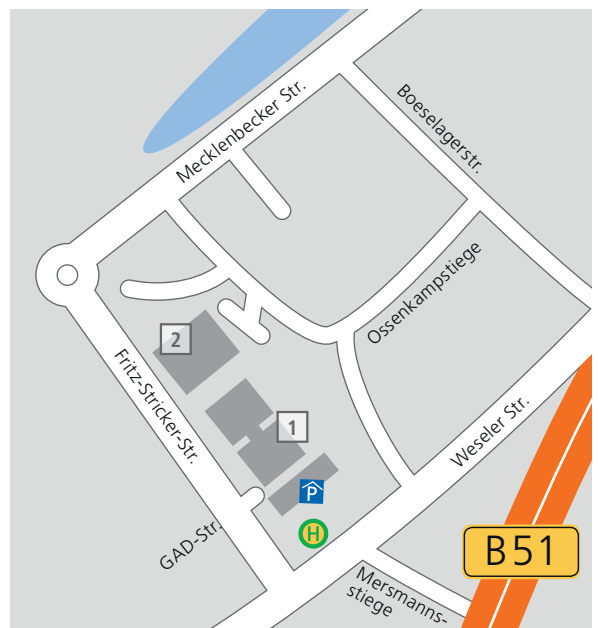 Mecklenbecker Str.
Boeselagerstr.
Ossenkampstiege
2
Fritz-Stricker-Str.
1
Weseler Str.
P
GAD-Str.
H
B51
Mersmanns-
stiege